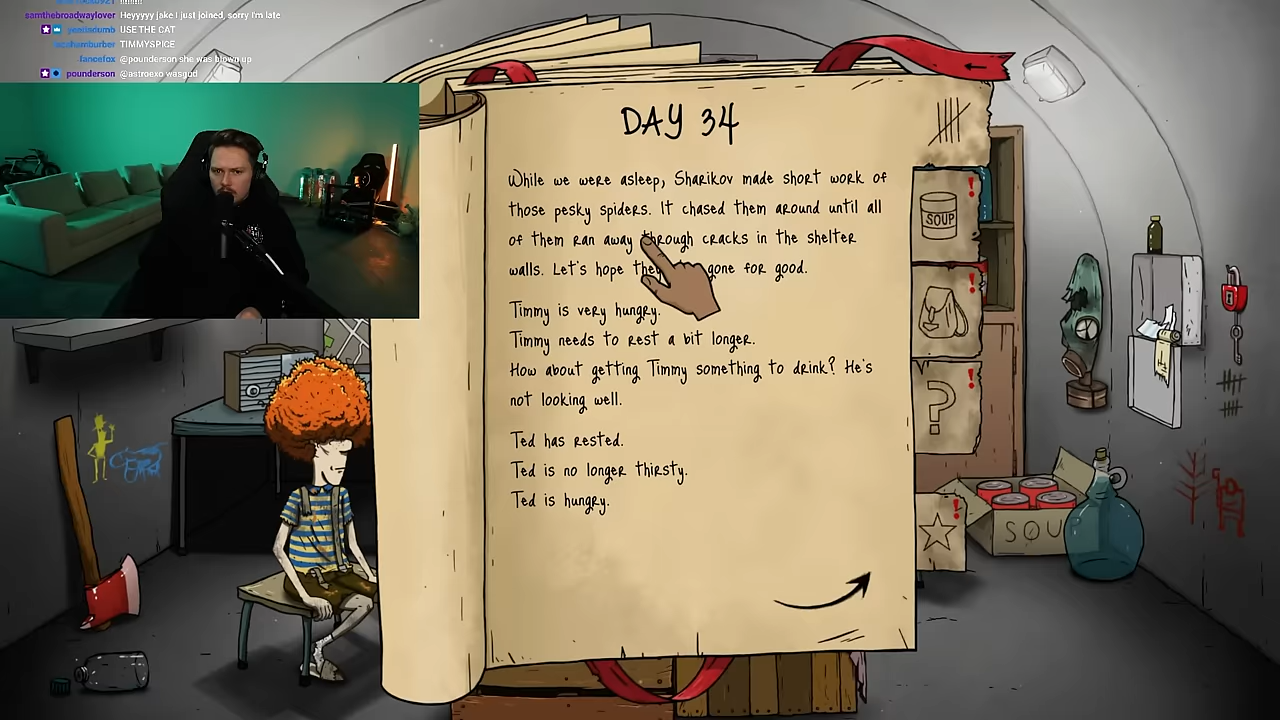 samthebroadwaylover Heyyyyy jake I just joined, sorry I'm late
USE THE CAT
TIMMYSPICE
fancefox @pounderson she was blown up
pounderson @astroexo wasgud
DAY 34
While we were asleep, Sharikov made short work of
those pesky spiders. It chased them around until all
of them ran away through cracks in the shelter
walls. Let's hope gone for good.
Timmy is very hungry.
Timmy needs to rest a bit longer.
How about getting Timmy something to drink? He's
not looking well.
Ted has rested.
Ted is no longer thirsty.
Ted is hungry.
SOUP
?
SOU